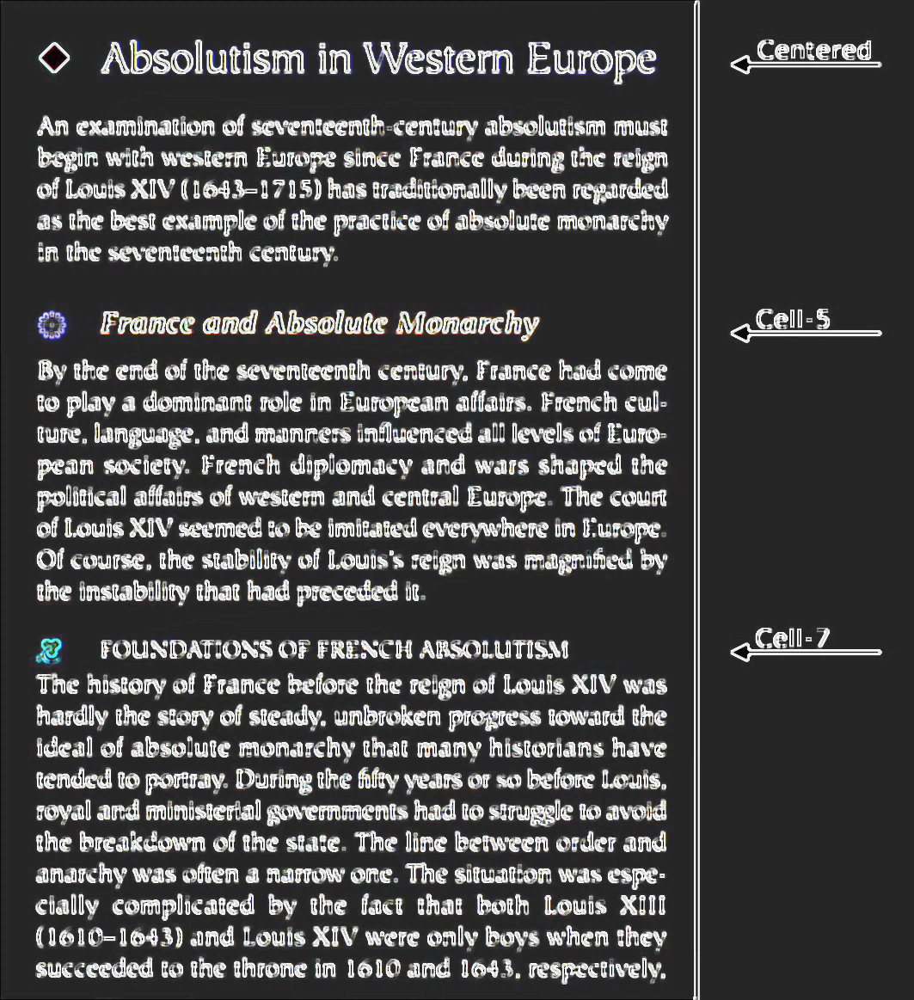 Absolutism in Western Europe
Centered
An examination of seventeenth-century absolutism must
begin with western Europe since France during the reign
of Louis XIV (1643–1715) has traditionally been regarded
as the best example of the practice of absolute monarchy
in the seventeenth century.
France and Absolute Monarchy
Cell-5
By the end of the seventeenth century, France had come
to play a dominant role in European affairs. French cul-
ture, language, and manners influenced all levels of Euro-
pean society. French diplomacy and wars shaped the
political affairs of western and central Europe. The court
of Louis XIV seemed to be imitated everywhere in Europe.
Of course, the stability of Louis's reign was magnified by
the instability that had preceded it.
FOUNDATIONS OF FRENCH ABSOLUTISM
Cell-7
The history of France before the reign of Louis XIV was
hardly the story of steady, unbroken progress toward the
ideal of absolute monarchy that many historians have
tended to portray. During the fifty years or so before Louis,
royal and ministerial governments had to struggle to avoid
the breakdown of the state. The line between order and
anarchy was often a narrow one. The situation was espe-
cially complicated by the fact that both Louis XIII
(1610–1643) and Louis XIV were only boys when they
succeeded to the throne in 1610 and 1643, respectively.